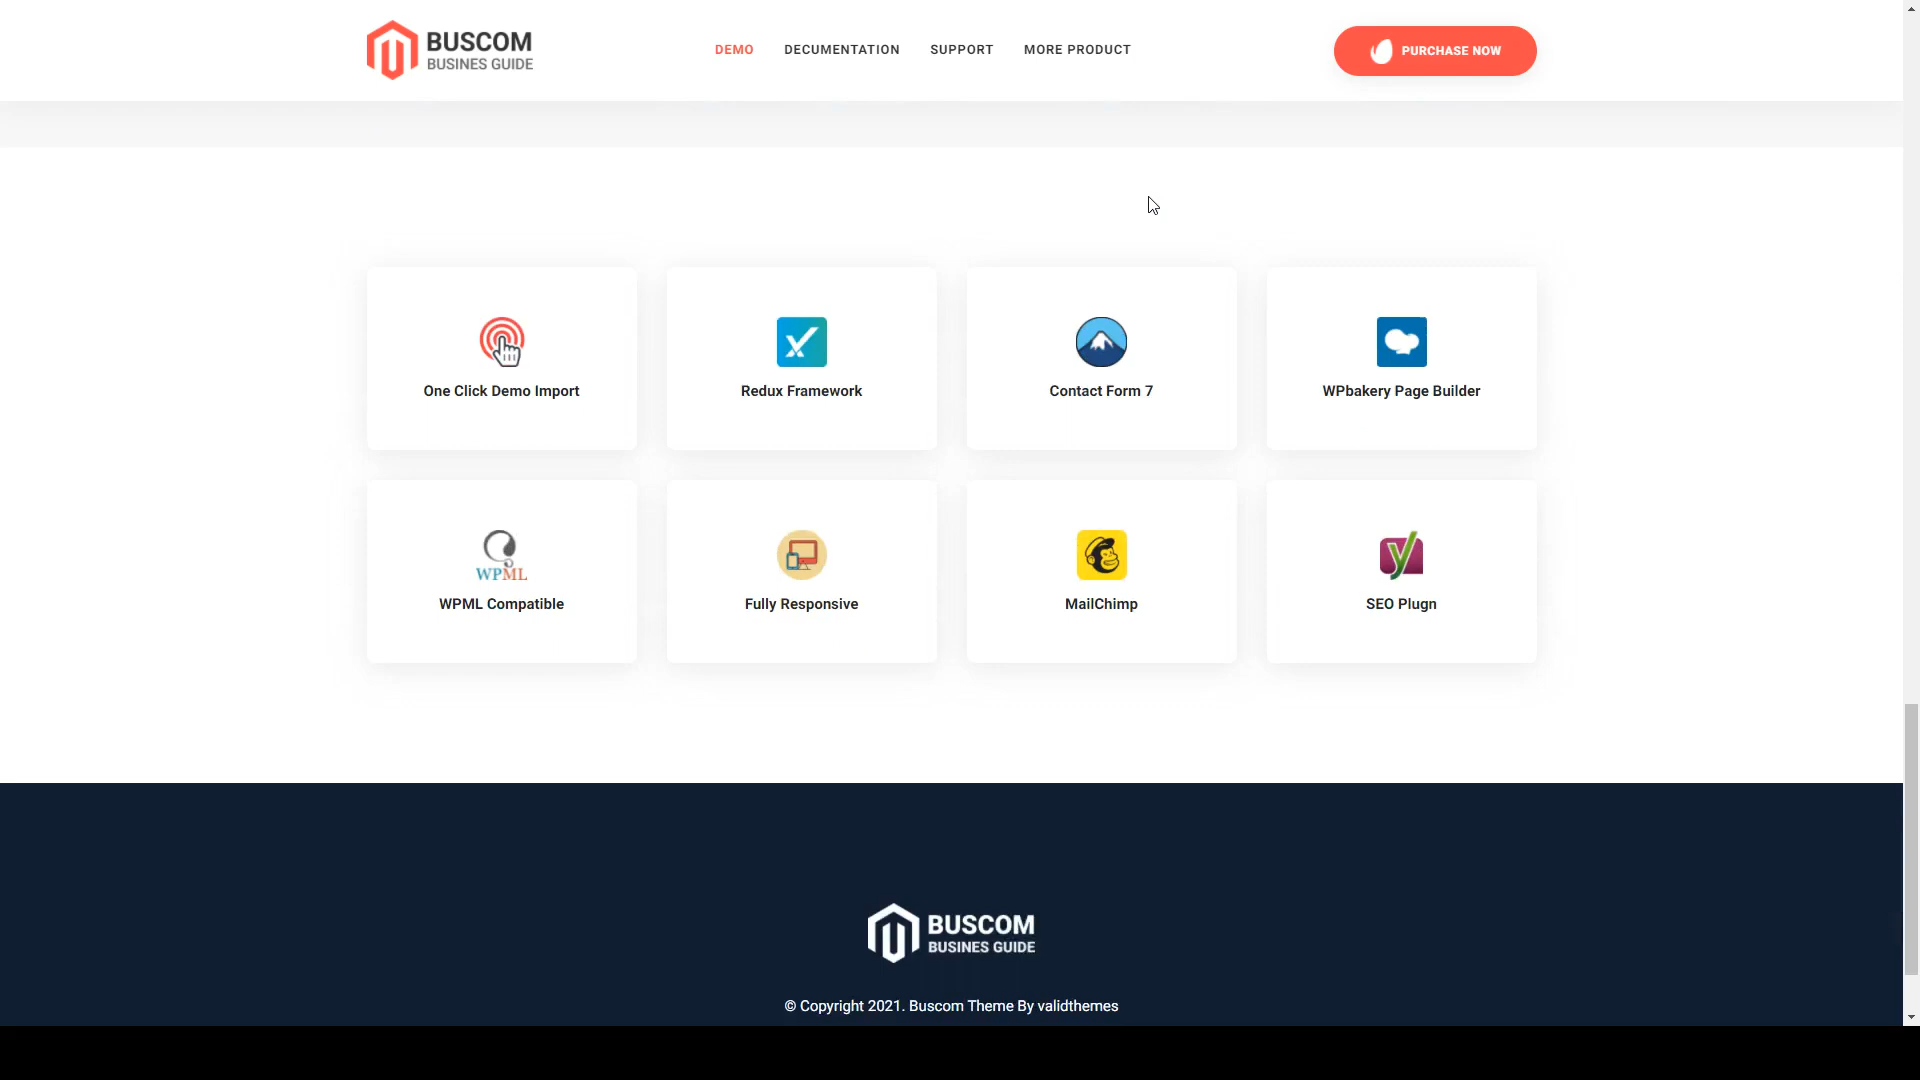 BUSCOM
BUSINES GUIDE
DEMO
DECUMENTATION
SUPPORT
MORE PRODUCT
PURCHASE NOW
One Click Demo Import
Redux Framework
Contact Form 7
WPbakery Page Builder
WPML
WPML Compatible
Fully Responsive
MailChimp
SEO Plugn
BUSCOM
BUSINES GUIDE
© Copyright 2021. Buscom Theme By validthemes